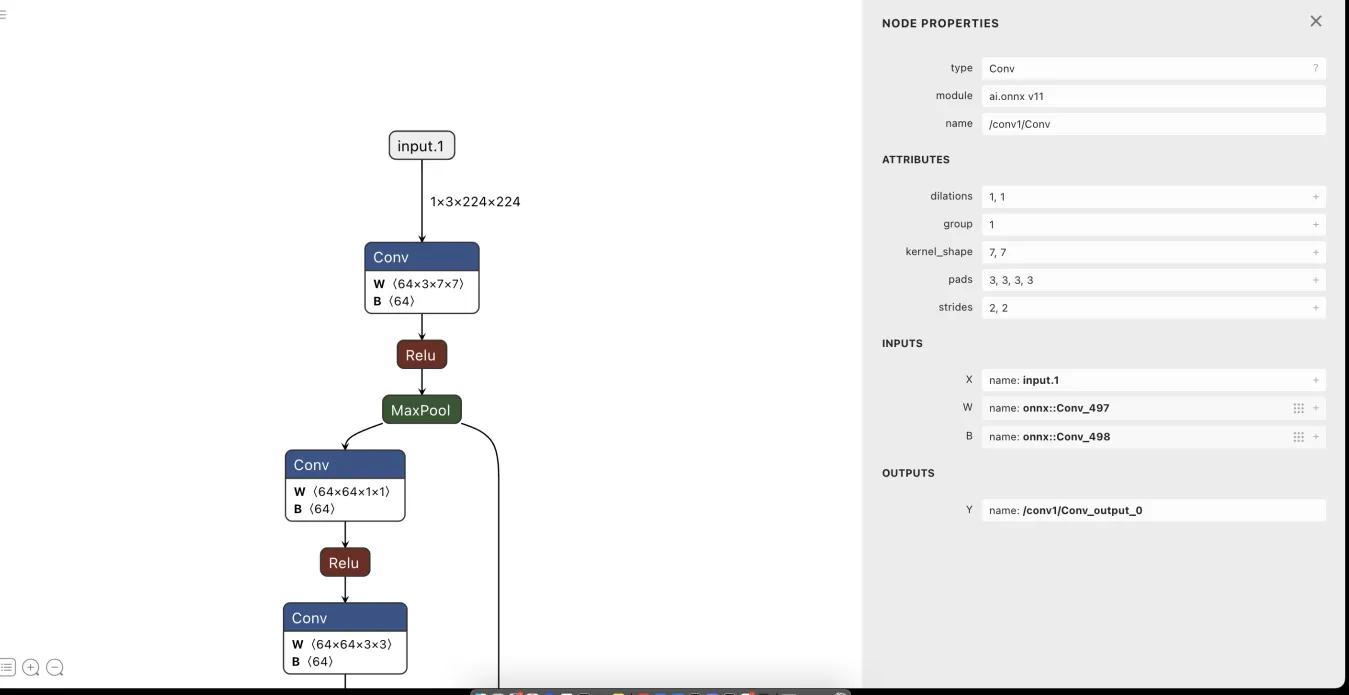 input.1
1×3×224×224
Conv
W ⟨64×3×7×7⟩
B ⟨64⟩
Relu
MaxPool
Conv
W ⟨64×64×1×1⟩
B ⟨64⟩
Relu
Conv
W ⟨64×64×3×3⟩
B ⟨64⟩
NODE PROPERTIES
type Conv ?
module ai.onnx v11
name /conv1/Conv
ATTRIBUTES
dilations 1, 1 +
group 1 +
kernel_shape 7, 7 +
pads 3, 3, 3, 3 +
strides 2, 2 +
INPUTS
X name: input.1 +
W name: onnx::Conv_497 +
B name: onnx::Conv_498 +
OUTPUTS
Y name: /conv1/Conv_output_0